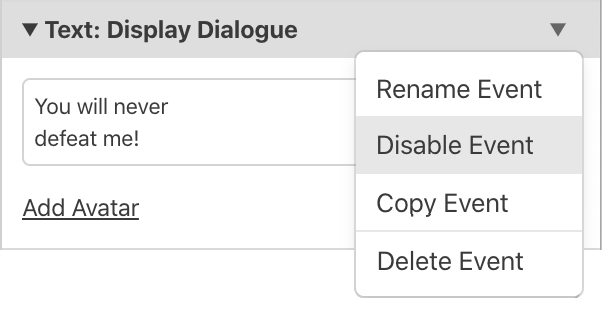 Text: Display Dialogue
You will never
defeat me!
Add Avatar
Rename Event
Disable Event
Copy Event
Delete Event